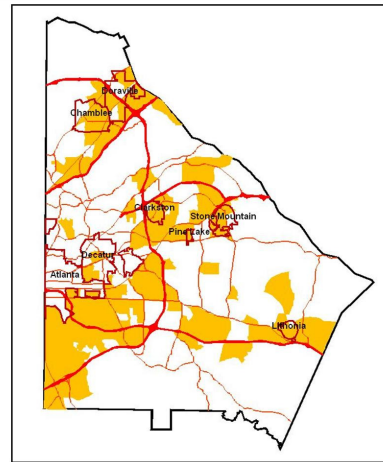 Doraville
Chamblee
Clarkston
Stone Mountain
Pine Lake
Decatur
Atlanta
Lithonia